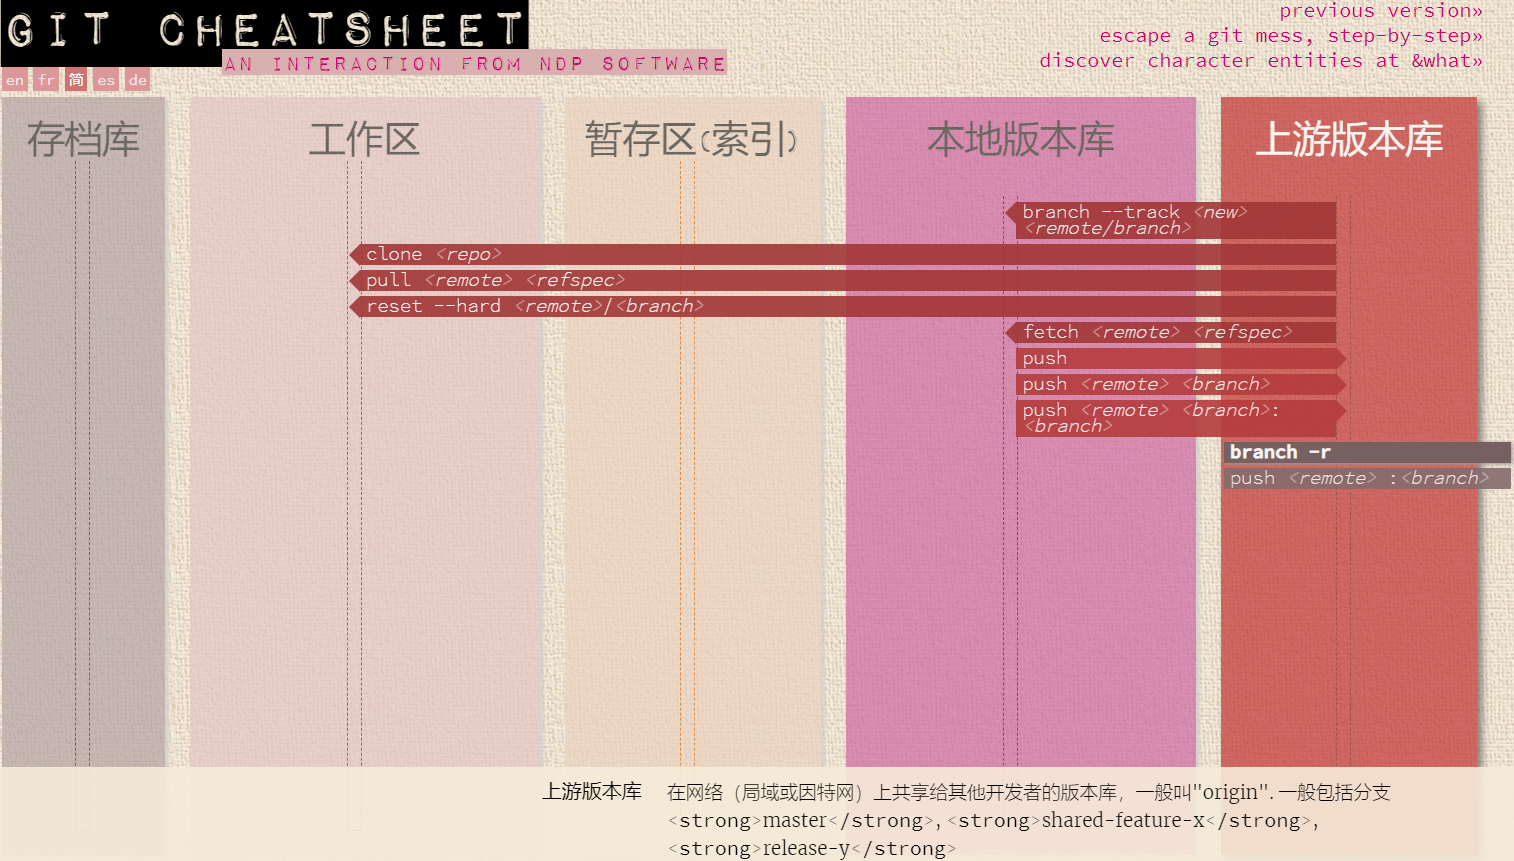 GIT CHEATSHEET
AN INTERACTION FROM NDP SOFTWARE
previous version»
escape a git mess, step-by-step»
discover character entities at &what»
en fr 简 es de
存档库 工作区 暂存区(索引) 本地版本库 上游版本库
branch --track <new>
<remote/branch>
clone <repo>
pull <remote> <refspec>
reset --hard <remote>/<branch>
fetch <remote> <refspec>
push
push <remote> <branch>
push <remote> <branch>:
<branch>
branch -r
push <remote> :<branch>
上游版本库 在网络（局域或因特网）上共享给其他开发者的版本库，一般叫"origin". 一般包括分支
<strong>master</strong>, <strong>shared-feature-x</strong>,
<strong>release-y</strong>